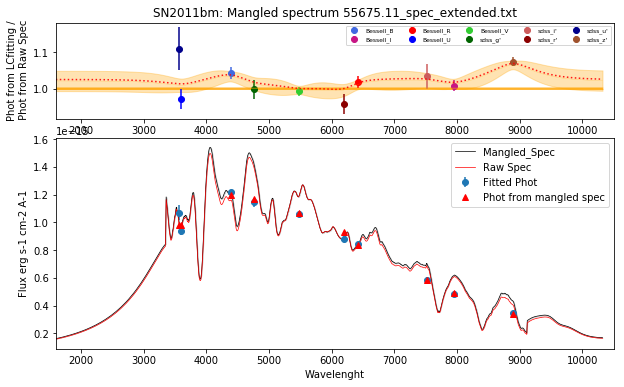 SN2011bm: Mangled spectrum 55675.11_spec_extended.txt
Phot from LCfitting /
Phot from Raw Spec
1.1
1.0
Bessell_B
Bessell_I
Bessell_R
Bessell_U
Bessell_V
sdss_g'
sdss_i'
sdss_r'
sdss_u'
sdss_z'
2000 3000 4000 5000 6000 7000 8000 9000 10000
1e−15
Flux erg s-1 cm-2 A-1
1.6
1.4
1.2
1.0
0.8
0.6
0.4
0.2
Mangled_Spec
Raw Spec
Fitted Phot
Phot from mangled spec
2000 3000 4000 5000 6000 7000 8000 9000 10000
Wavelenght